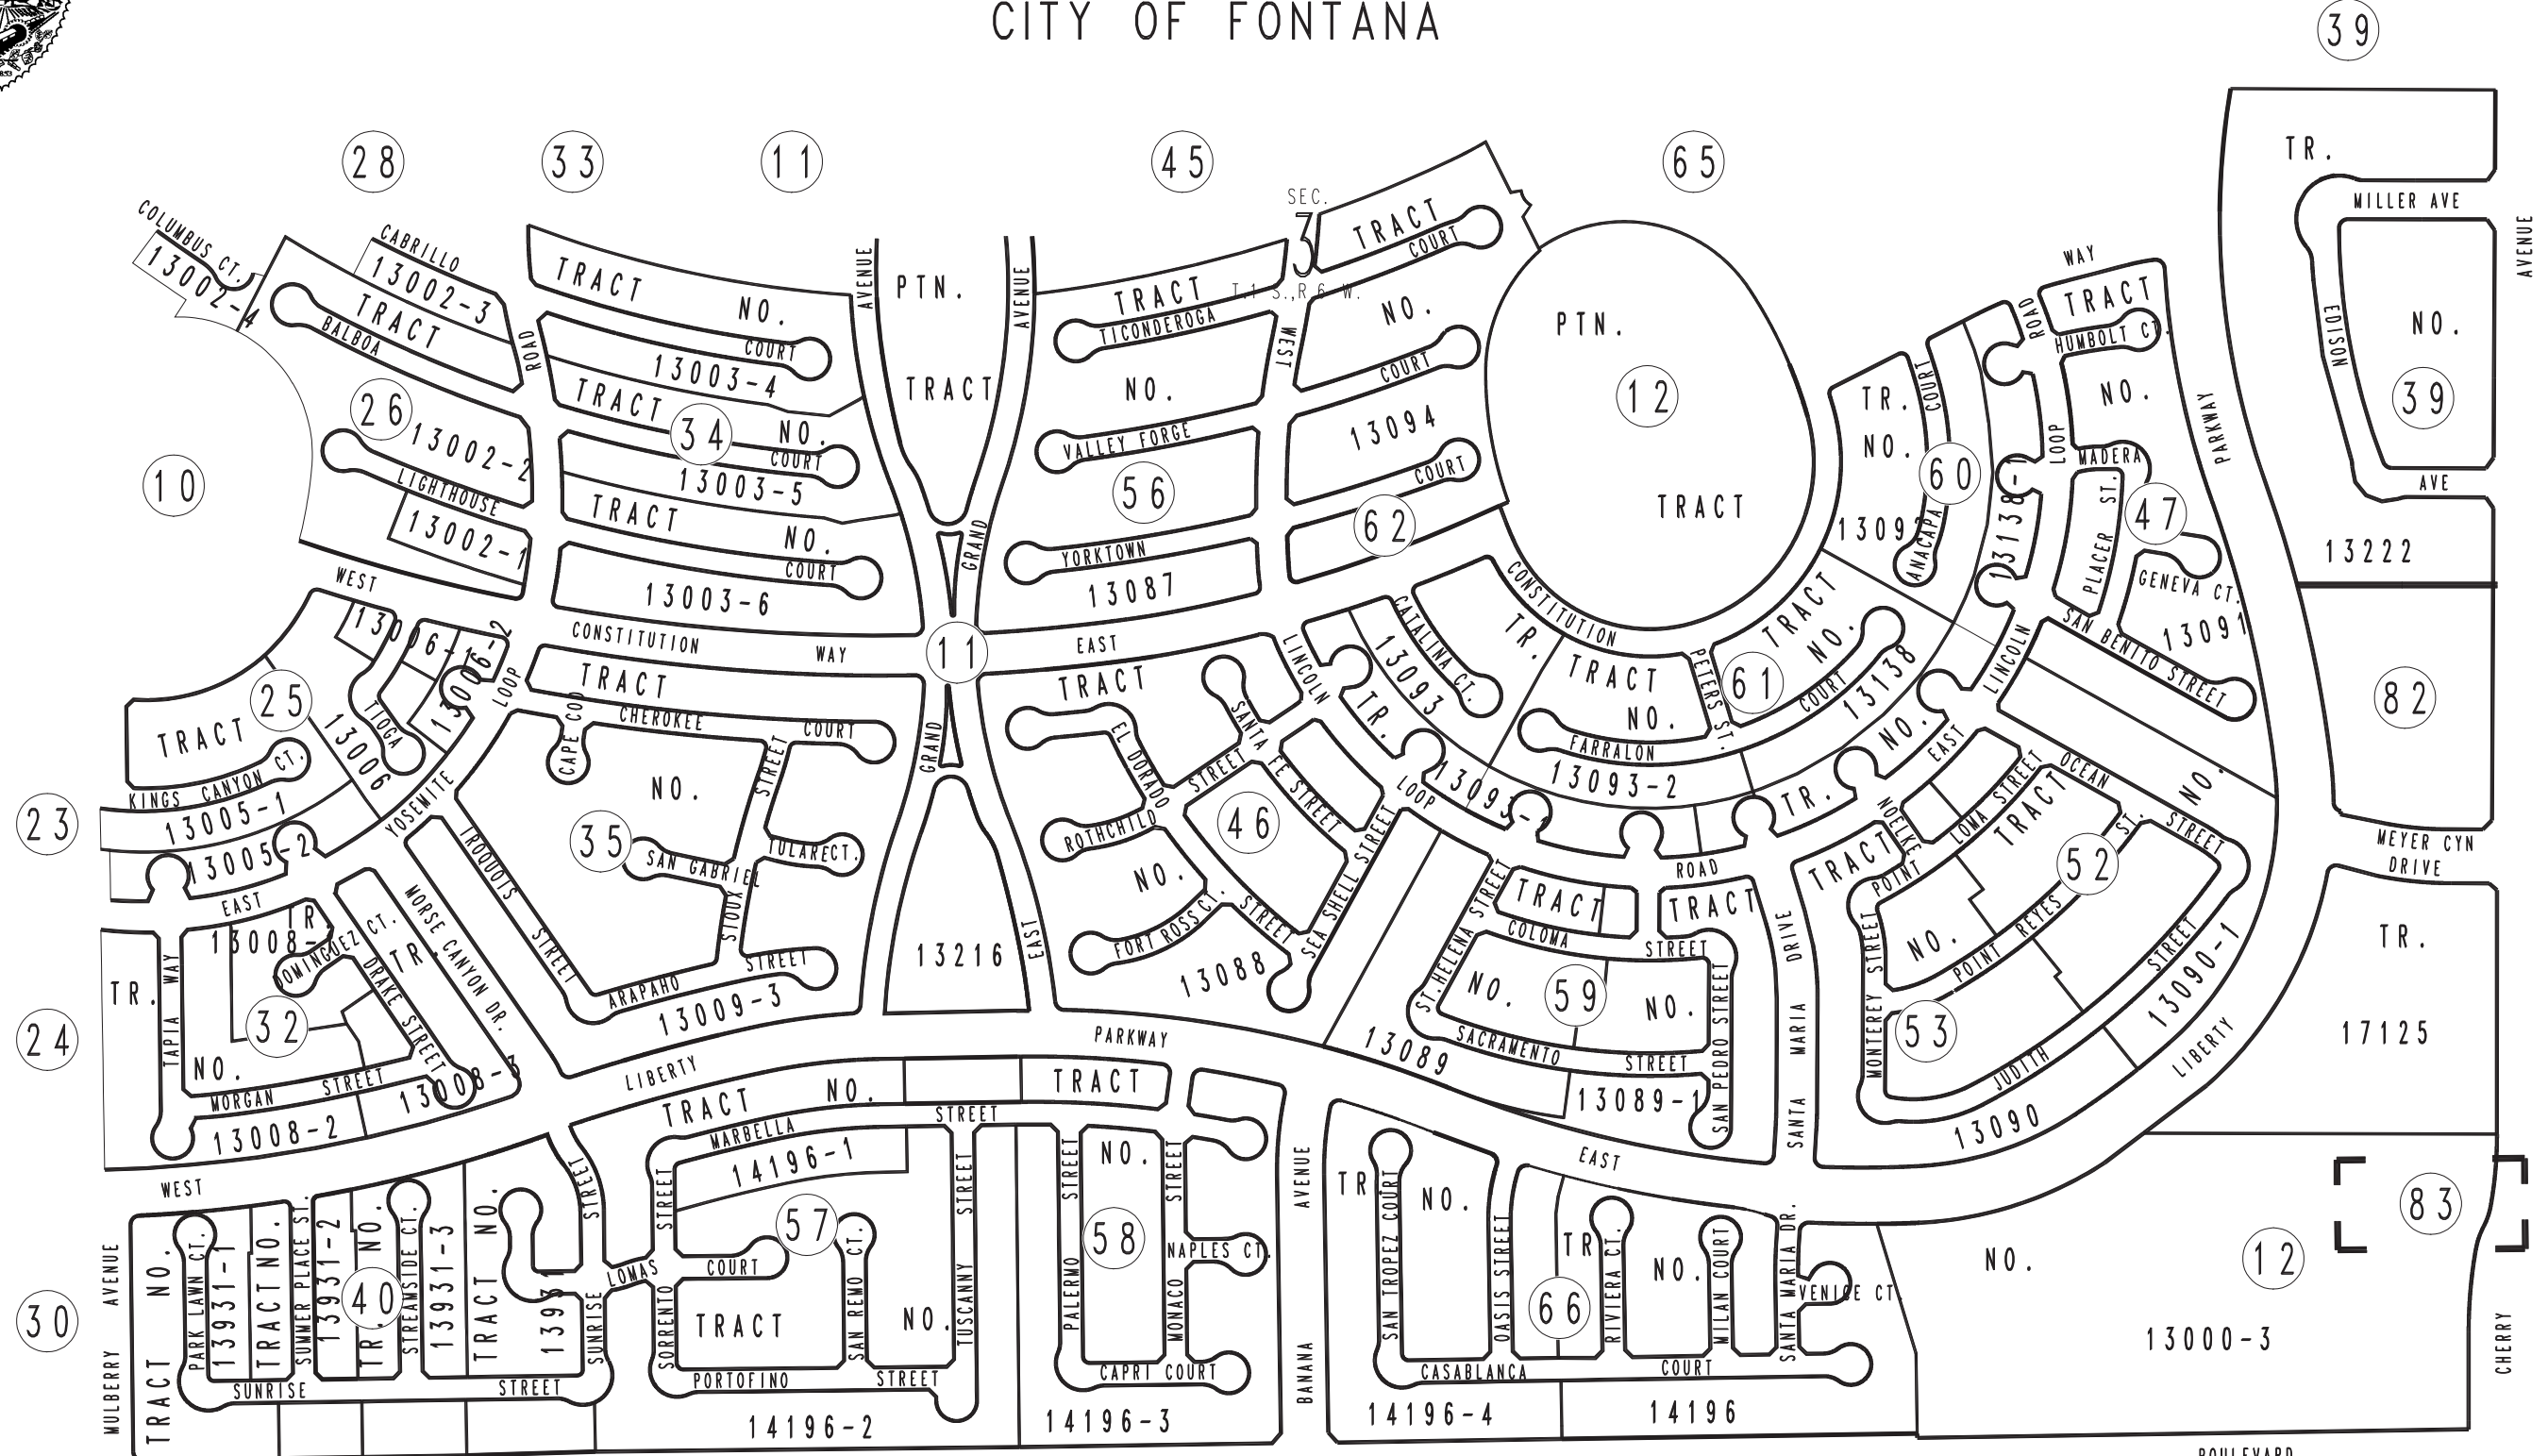 CITY OF FONTANA
39
28
33
11
45
65
SEC.
3
T.1 S.,R.6 W.
TR.
MILLER AVE
AVENUE
COLUMBUS CT.
13002-4
CABRILLO
13002-3
TRACT
BALBOA
ROAD
TRACT NO.
COURT
13003-4
AVENUE
PTN.
TRACT
AVENUE
TRACT
TICONDEROGA
WEST
NO.
TRACT
COURT
NO.
COURT
PTN.
12
TRACT
WAY
TRACT
ROAD
HUMBOLT CT.
NO.
EDISON
NO.
39
PARKWAY
26
13002-2
10
LIGHTHOUSE
13002-1
TRACT
34
NO.
COURT
13003-5
TRACT
NO.
COURT
13003-6
GRAND
VALLEY FORGE
56
YORKTOWN
13087
13094
COURT
62
TR.
NO.
COURT
60
ANACAPA
13138-1
LOOP
MADERA
PLACER ST.
47
GENEVA CT.
13091
SAN BENITO STREET
AVE
13222
WEST
CONSTITUTION
WAY
11
EAST
LINCOLN
CATALINA CT.
13093
TR.
CONSTITUTION
TR.
TRACT
NO.
PETERS ST.
61
TRACT
NO.
COURT
13138
FARRALON
13093-2
LINCOLN
82
13006-1
13006-2
LOOP
25
TRACT
TIOGA
13006
KINGS CANYON CT.
23
13005-1
YOSEMITE
13005-2
TRACT
CAPE COD
CHEROKEE
STREET
COURT
NO.
35
SAN GABRIEL
TULARE CT.
IROQUOIS
STREET
SIOUX
STREET
ARAPAHO
13009-3
GRAND
13216
EAST
TRACT
EL DORADO
SANTA
FE STREET
STREET
ROTHCHILD
46
NO.
FORT ROSS CT.
STREET
13088
SEA SHELL STREET
LOOP
13093-1
TR.
NO.
EAST
ROAD
NOELKE
LOMA STREET
POINT
TRACT
TRACT
OCEAN
STREET
NO.
MEYER CYN
DRIVE
52
ST.
REYES
POINT
NO.
53
MONTEREY STREET
STREET
JUDITH
13090-1
13090
LIBERTY
TR.
17125
EAST
TR.
13008-
DOMINGUEZ CT.
TR.
DRAKE STREET
MORSE CANYON DR.
TR.
TAPIA WAY
24
32
NO.
MORGAN STREET
13008-3
13008-2
LIBERTY
PARKWAY
ST. HELENA STREET
TRACT
COLOMA
STREET
TRACT
NO.
59
NO.
SACRAMENTO
STREET
SAN PEDRO STREET
13089
13089-1
SANTA MARIA DRIVE
WEST
TRACT NO.
TRACT
STREET
MARBELLA
14196-1
STREET
57
LOMAS
COURT
SORRENTO
TRACT
SAN REMO CT.
NO.
TUSCANY STREET
PORTOFINO
STREET
14196-2
NO.
PALERMO STREET
58
STREET
MONACO
NAPLES CT.
CAPRI COURT
14196-3
BANANA AVENUE
EAST
TR
NO.
SAN TROPEZ COURT
OASIS STREET
TR
66
RIVIERA CT.
NO.
MILAN COURT
SANTA MARIA DR.
VENICE CT.
CASABLANCA
COURT
14196-4
14196
NO.
12
83
13000-3
CHERRY
30
MULBERRY AVENUE
TRACT NO.
PARK LAWN CT.
13931-1
TRACT NO.
SUMMER PLACE ST.
13931-2
TR. NO.
40
STREAMSIDE CT.
13931-3
TRACT NO.
13931
STREET
SUNRISE
SUNRISE
STREET
BOULEVARD